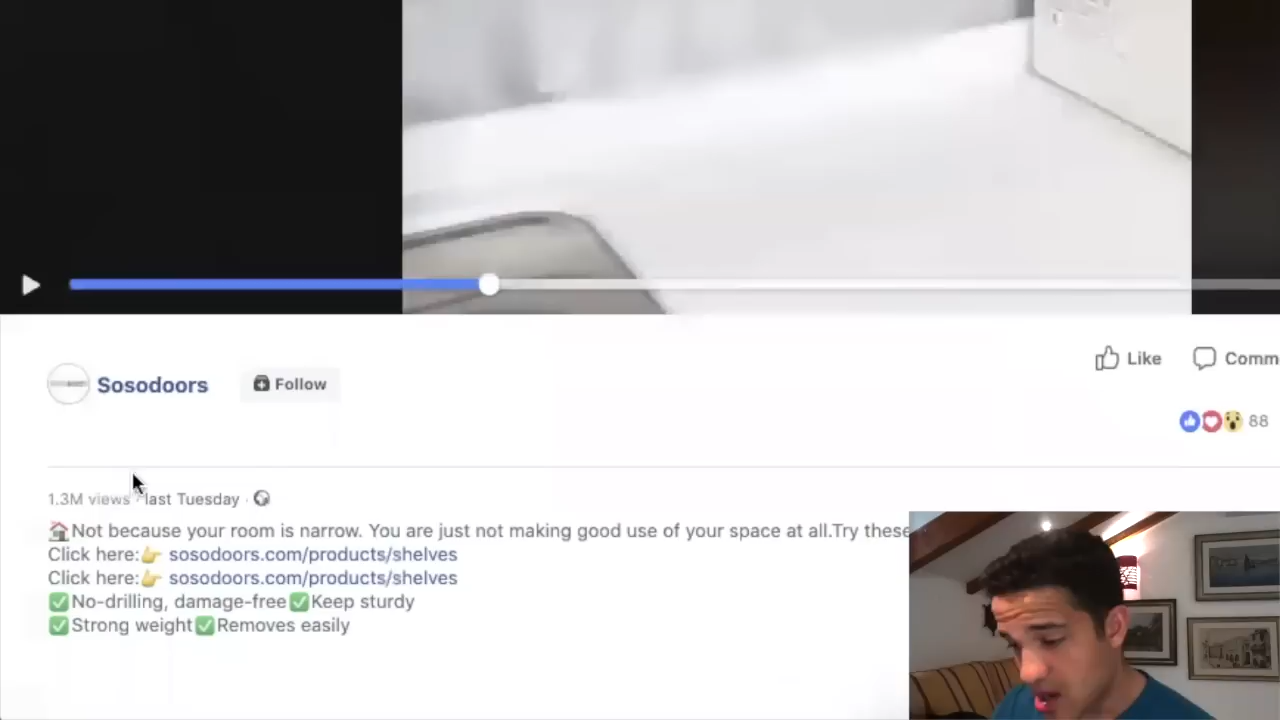 Sosodoors
Follow
Like
Comm
88
1.3M views · last Tuesday ·
🏠Not because your room is narrow. You are just not making good use of your space at all.Try these
Click here:👉 sosodoors.com/products/shelves
Click here:👉 sosodoors.com/products/shelves
✅No-drilling, damage-free✅Keep sturdy
✅Strong weight✅Removes easily